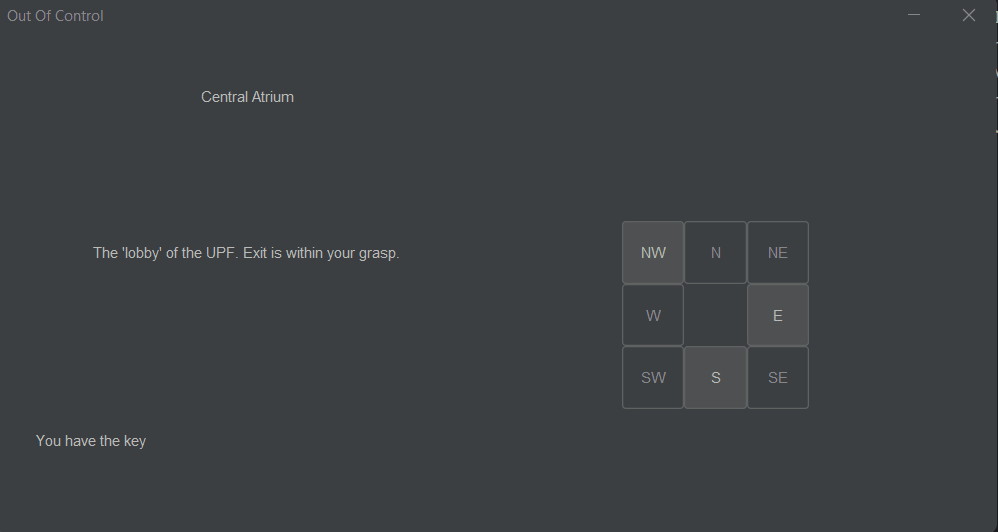 Out Of Control
Central Atrium
The 'lobby' of the UPF. Exit is within your grasp.
NW N NE
W E
SW S SE
You have the key